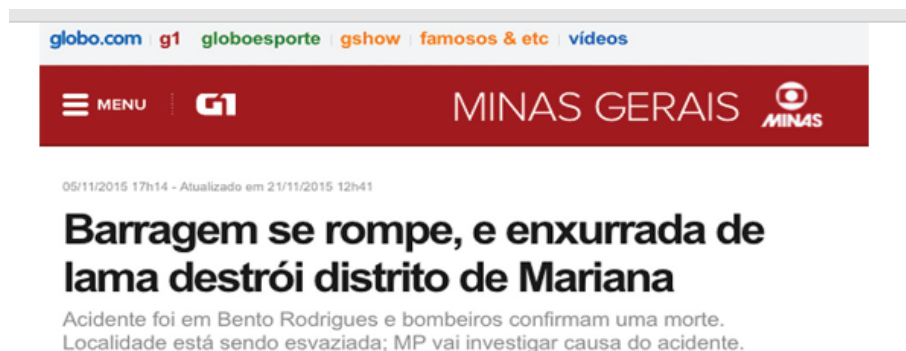 globo.com g1 globoesporte gshow famosos & etc vídeos
MENU G1 MINAS GERAIS MINAS
05/11/2015 17h14 - Atualizado em 21/11/2015 12h41
Barragem se rompe, e enxurrada de
lama destrói distrito de Mariana
Acidente foi em Bento Rodrigues e bombeiros confirmam uma morte.
Localidade está sendo esvaziada; MP vai investigar causa do acidente.